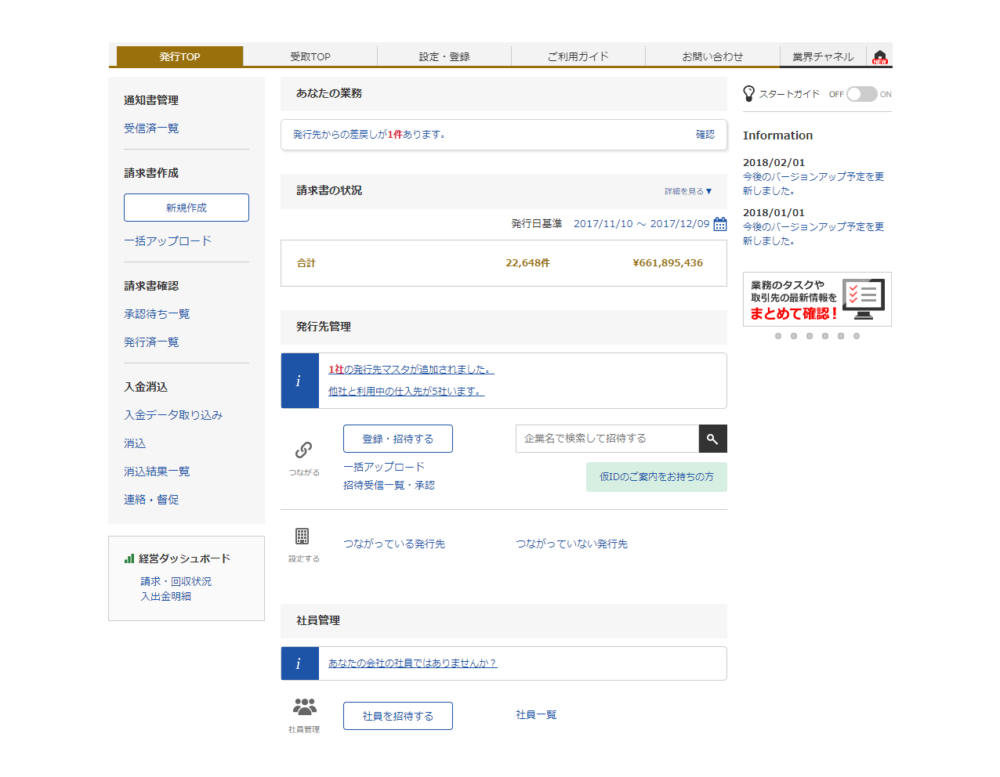 発行TOP
受取TOP
設定・登録
ご利用ガイド
お問い合わせ
業界チャネル
NEW
通知書管理
受信済一覧
請求書作成
新規作成
一括アップロード
請求書確認
承認待ち一覧
発行済一覧
入金消込
入金データ取り込み
消込
消込結果一覧
連絡・督促
経営ダッシュボード
請求・回収状況
入出金明細
あなたの業務
発行先からの差戻しが1件あります。 確認
請求書の状況 詳細を見る▼
発行日基準 2017/11/10 ～ 2017/12/09
合計 22,648件 ¥661,895,436
発行先管理
i
1社の発行先マスタが追加されました。
他社と利用中の仕入先が5社います。
つながる
登録・招待する
一括アップロード
招待受信一覧・承認
企業名で検索して招待する
仮IDのご案内をお持ちの方
設定する
つながっている発行先
つながっていない発行先
社員管理
i
あなたの会社の社員ではありませんか？
社員管理
社員を招待する
社員一覧
スタートガイド OFF ON
Information
2018/02/01
今後のバージョンアップ予定を更
新しました。
2018/01/01
今後のバージョンアップ予定を更
新しました。
業務のタスクや
取引先の最新情報を
まとめて確認！